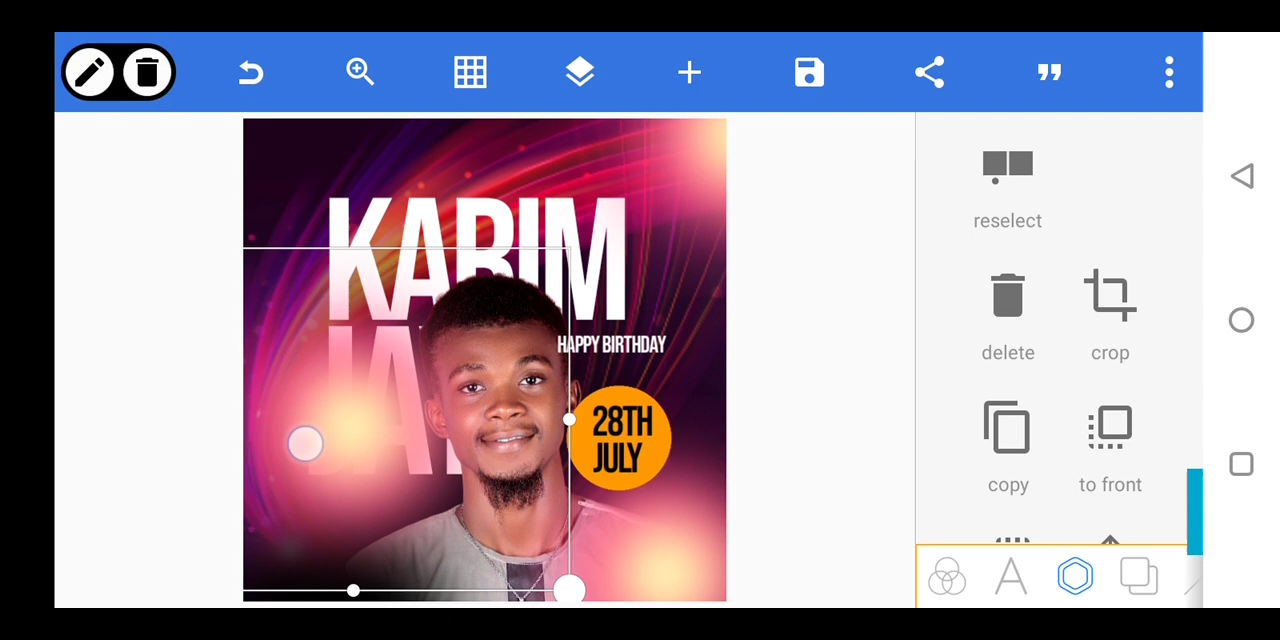 KARIM
HAPPY BIRTHDAY
28TH
JULY
reselect
delete
crop
copy
to front